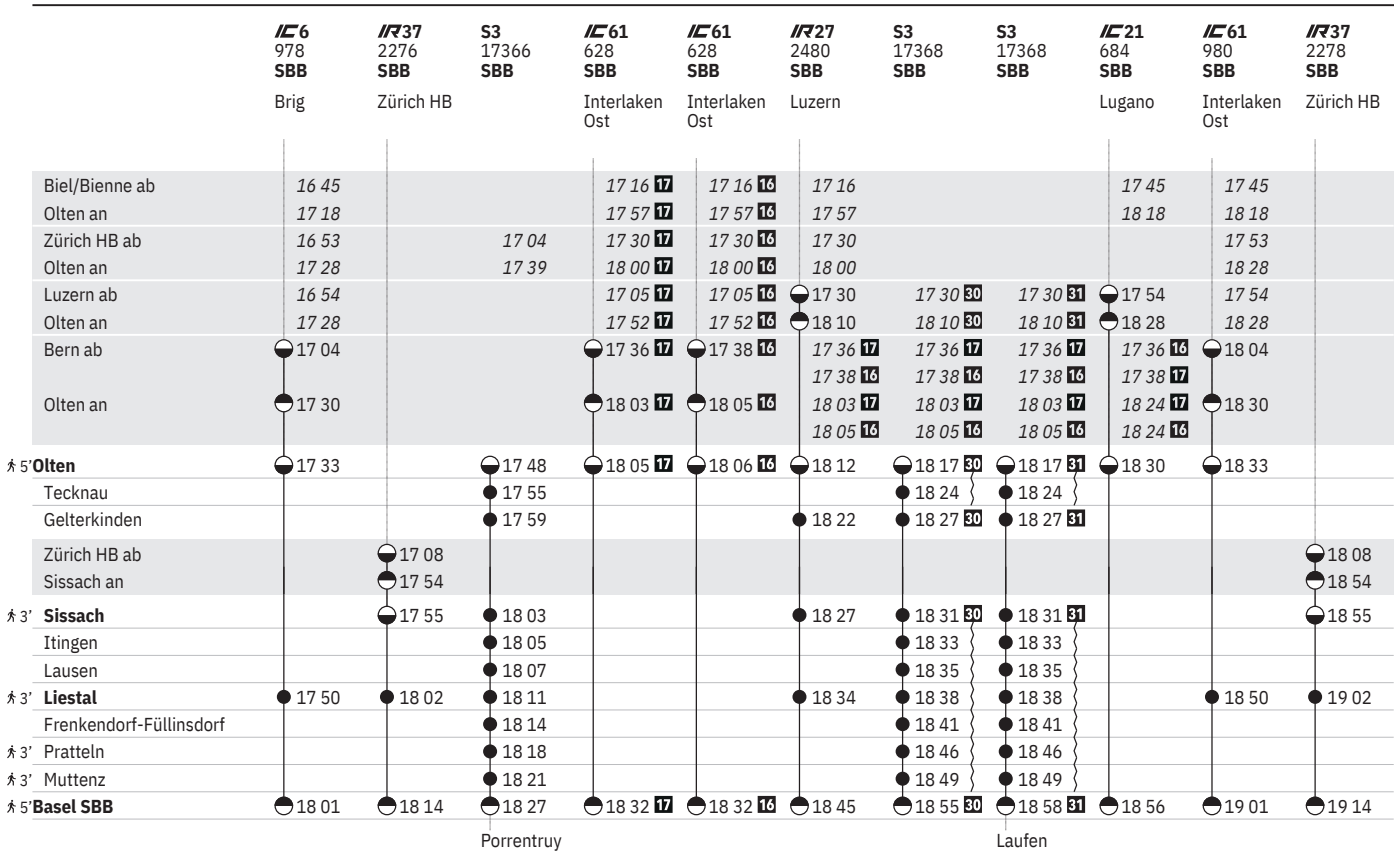 IC6 IR37 S3 IC61 IC61 IR27 S3 S3 IC21 IC61 IR37
978 2276 17366 628 628 2480 17368 17368 684 980 2278
SBB SBB SBB SBB SBB SBB SBB SBB SBB SBB SBB
Brig Zürich HB Interlaken Interlaken Luzern Lugano Interlaken Zürich HB
Ost Ost Ost
Biel/Bienne ab 16 45 17 16 17 17 16 16 17 16 17 45 17 45
Olten an 17 18 17 57 17 17 57 16 17 57 18 18 18 18
Zürich HB ab 16 53 17 04 17 30 17 17 30 16 17 30 17 53
Olten an 17 28 17 39 18 00 17 18 00 16 18 00 18 28
Luzern ab 16 54 17 05 17 17 05 16 17 30 17 30 30 17 30 31 17 54 17 54
Olten an 17 28 17 52 17 17 52 16 18 10 18 10 30 18 10 31 18 28 18 28
Bern ab 17 04 17 36 17 17 38 16 17 36 17 17 36 17 17 36 17 17 36 16 18 04
17 38 16 17 38 16 17 38 16 17 38 17
Olten an 17 30 18 03 17 18 05 16 18 03 17 18 03 17 18 03 17 18 24 17 18 30
18 05 16 18 05 16 18 05 16 18 24 16
5' Olten 17 33 17 48 18 05 17 18 06 16 18 12 18 17 30 18 17 31 18 30 18 33
Tecknau 17 55 18 24 18 24
Gelterkinden 17 59 18 22 18 27 30 18 27 31
Zürich HB ab 17 08 18 08
Sissach an 17 54 18 54
3' Sissach 17 55 18 03 18 27 18 31 30 18 31 31 18 55
Itingen 18 05 18 33 18 33
Lausen 18 07 18 35 18 35
3' Liestal 17 50 18 02 18 11 18 34 18 38 18 38 18 50 19 02
Frenkendorf-Füllinsdorf 18 14 18 41 18 41
3' Pratteln 18 18 18 46 18 46
3' Muttenz 18 21 18 49 18 49
5' Basel SBB 18 01 18 14 18 27 18 32 17 18 32 16 18 45 18 55 30 18 58 31 18 56 19 01 19 14
Porrentruy Laufen